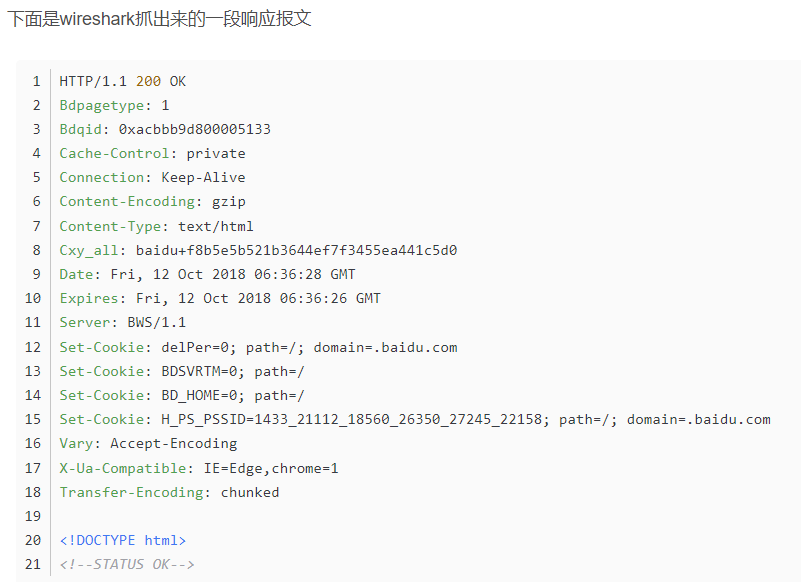 下面是wireshark抓出来的一段响应报文
1 HTTP/1.1 200 OK
2 Bdpagetype: 1
3 Bdqid: 0xacbbb9d800005133
4 Cache-Control: private
5 Connection: Keep-Alive
6 Content-Encoding: gzip
7 Content-Type: text/html
8 Cxy_all: baidu+f8b5e5b521b3644ef7f3455ea441c5d0
9 Date: Fri, 12 Oct 2018 06:36:28 GMT
10 Expires: Fri, 12 Oct 2018 06:36:26 GMT
11 Server: BWS/1.1
12 Set-Cookie: delPer=0; path=/; domain=.baidu.com
13 Set-Cookie: BDSVRTM=0; path=/
14 Set-Cookie: BD_HOME=0; path=/
15 Set-Cookie: H_PS_PSSID=1433_21112_18560_26350_27245_22158; path=/; domain=.baidu.com
16 Vary: Accept-Encoding
17 X-Ua-Compatible: IE=Edge,chrome=1
18 Transfer-Encoding: chunked
19
20 <!DOCTYPE html>
21 <!--STATUS OK-->